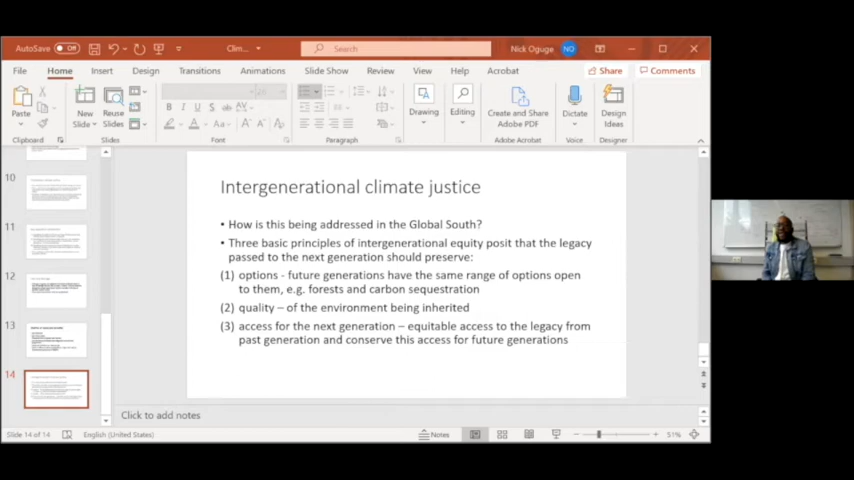 AutoSave Off Clim... Search Nick Oguge NO
File Home Insert Design Transitions Animations Slide Show Review View Help Acrobat Share Comments
Paste New Slide Reuse Slides Drawing Editing Create and Share Adobe PDF Dictate Design Ideas
Clipboard Slides Font Paragraph Adobe Acrobat Voice Designer
10
11
12
13
14
Intergenerational climate justice
• How is this being addressed in the Global South?
• Three basic principles of intergenerational equity posit that the legacy
passed to the next generation should preserve:
(1) options - future generations have the same range of options open
to them, e.g. forests and carbon sequestration
(2) quality – of the environment being inherited
(3) access for the next generation – equitable access to the legacy from
past generation and conserve this access for future generations
Click to add notes
Slide 14 of 14 English (United States) Notes 51%